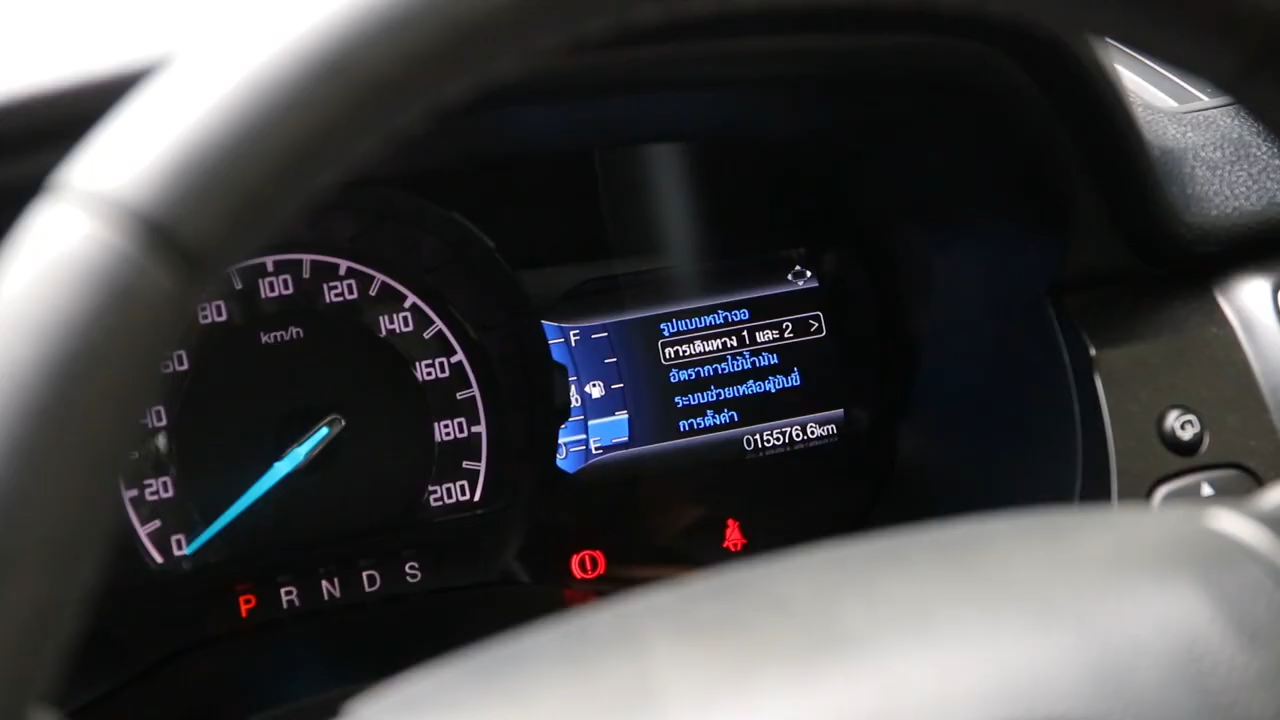 80
100
120
140
160
180
200
60
40
20
0
km/h
P R N D S
F
E
รูปแบบหน้าจอ
การเดินทาง 1 และ 2 >
อัตราการใช้น้ำมัน
ระบบช่วยเหลือผู้ขับขี่
การตั้งค่า
015576.6km